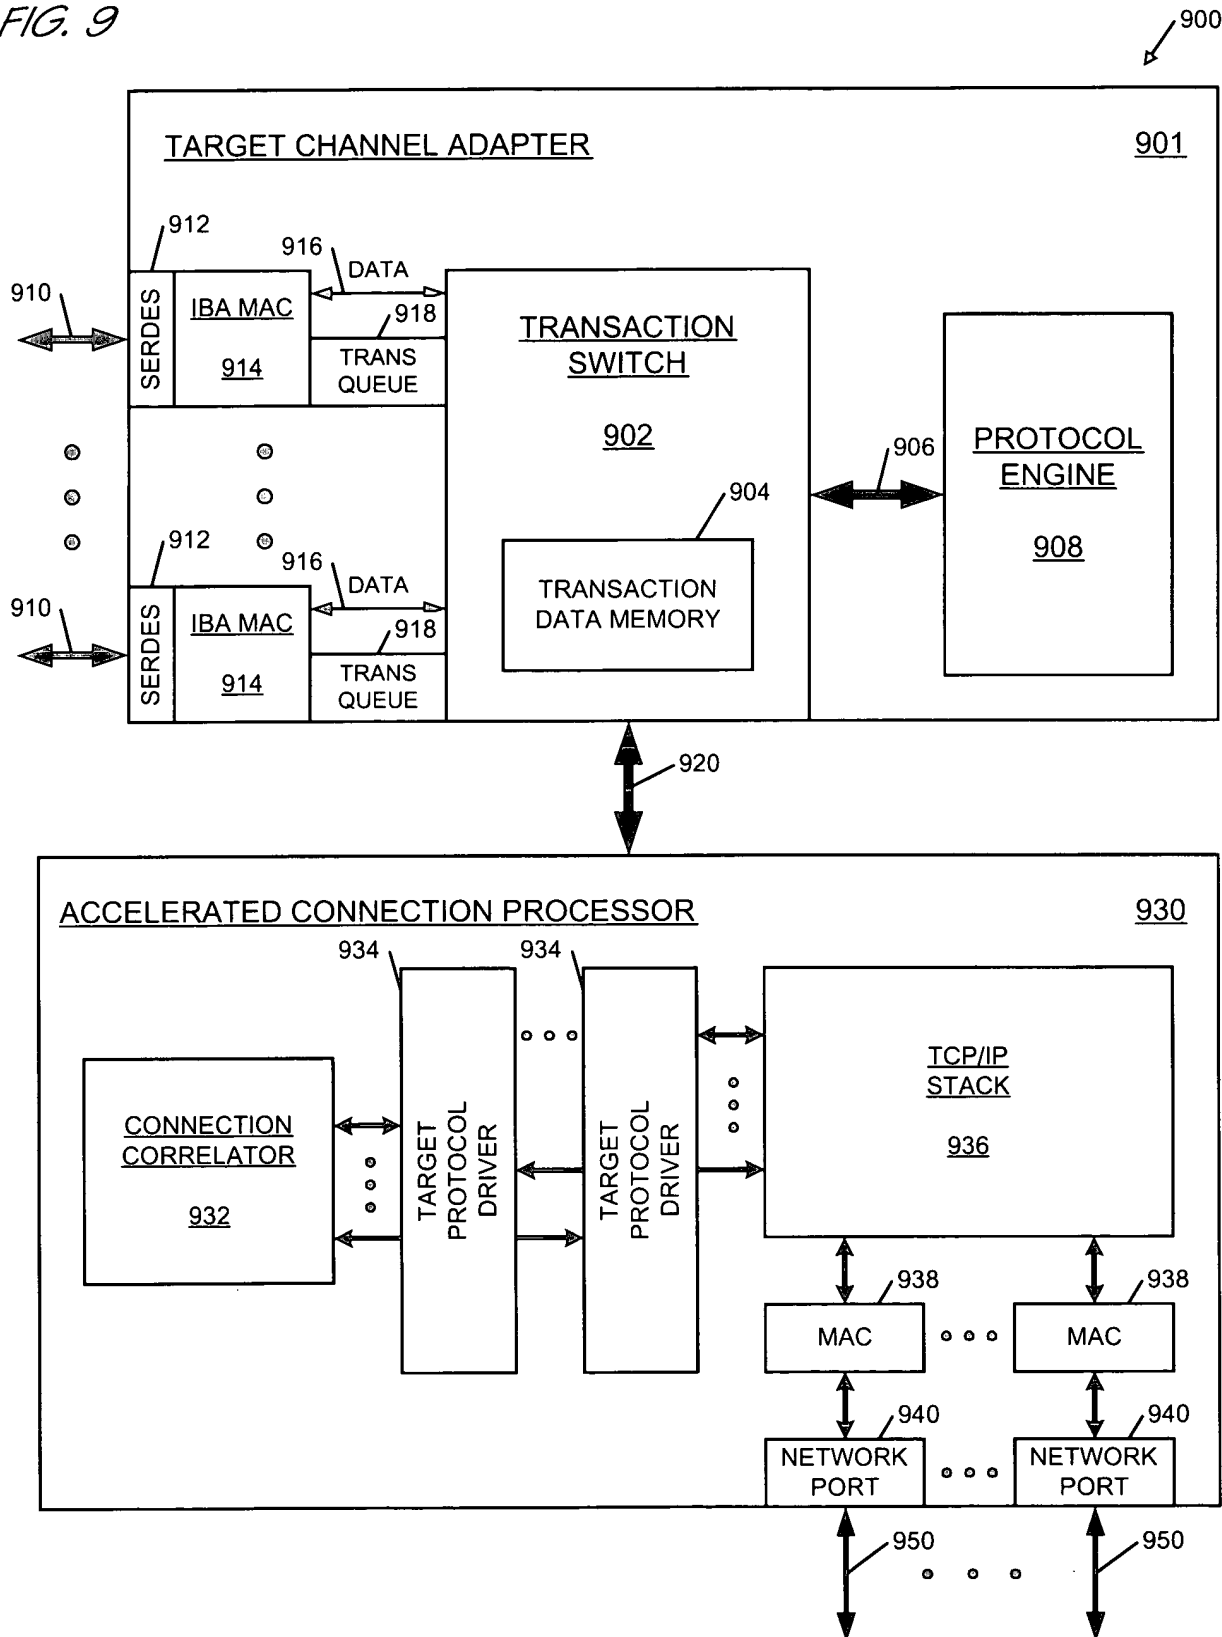 FIG. 9
900
TARGET CHANNEL ADAPTER
901
912
916
DATA
910
SERDES
IBA MAC
914
918
TRANS
QUEUE
TRANSACTION
SWITCH
902
904
TRANSACTION
DATA MEMORY
906
PROTOCOL
ENGINE
908
912
916
DATA
910
SERDES
IBA MAC
914
918
TRANS
QUEUE
920
ACCELERATED CONNECTION PROCESSOR
930
934
934
CONNECTION
CORRELATOR
932
TARGET
PROTOCOL
DRIVER
TARGET
PROTOCOL
DRIVER
TCP/IP
STACK
936
938
938
MAC
MAC
940
940
NETWORK
PORT
NETWORK
PORT
950
950